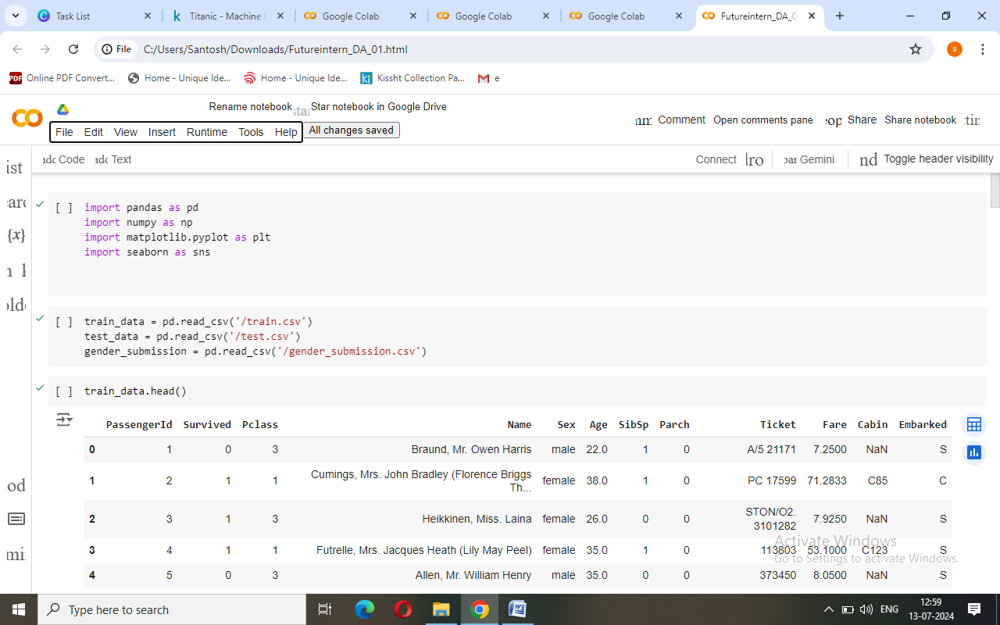 Task List
Titanic - Machine L
Google Colab
Google Colab
Google Colab
Futureintern_DA_0
File C:/Users/Santosh/Downloads/Futureintern_DA_01.html
s
PDF Online PDF Convert...
Home - Unique Ide...
Home - Unique Ide...
ki Kissht Collection Pa...
e
Rename notebook Star notebook in Google Drive
File Edit View Insert Runtime Tools Help All changes saved
Comment Open comments pane Share Share notebook
Code Text
Connect Gemini Toggle header visibility
{x}
[ ] import pandas as pd
import numpy as np
import matplotlib.pyplot as plt
import seaborn as sns
[ ] train_data = pd.read_csv('/train.csv')
test_data = pd.read_csv('/test.csv')
gender_submission = pd.read_csv('/gender_submission.csv')
[ ] train_data.head()
PassengerId Survived Pclass Name Sex Age SibSp Parch Ticket Fare Cabin Embarked
0 1 0 3 Braund, Mr. Owen Harris male 22.0 1 0 A/5 21171 7.2500 NaN S
1 2 1 1 Cumings, Mrs. John Bradley (Florence Briggs Th... female 38.0 1 0 PC 17599 71.2833 C85 C
2 3 1 3 Heikkinen, Miss. Laina female 26.0 0 0 STON/O2. 3101282 7.9250 NaN S
3 4 1 1 Futrelle, Mrs. Jacques Heath (Lily May Peel) female 35.0 1 0 113803 53.1000 C123 S
4 5 0 3 Allen, Mr. William Henry male 35.0 0 0 373450 8.0500 NaN S
Activate Windows
Go to Settings to activate Windows.
Type here to search
ENG
12:59
13-07-2024